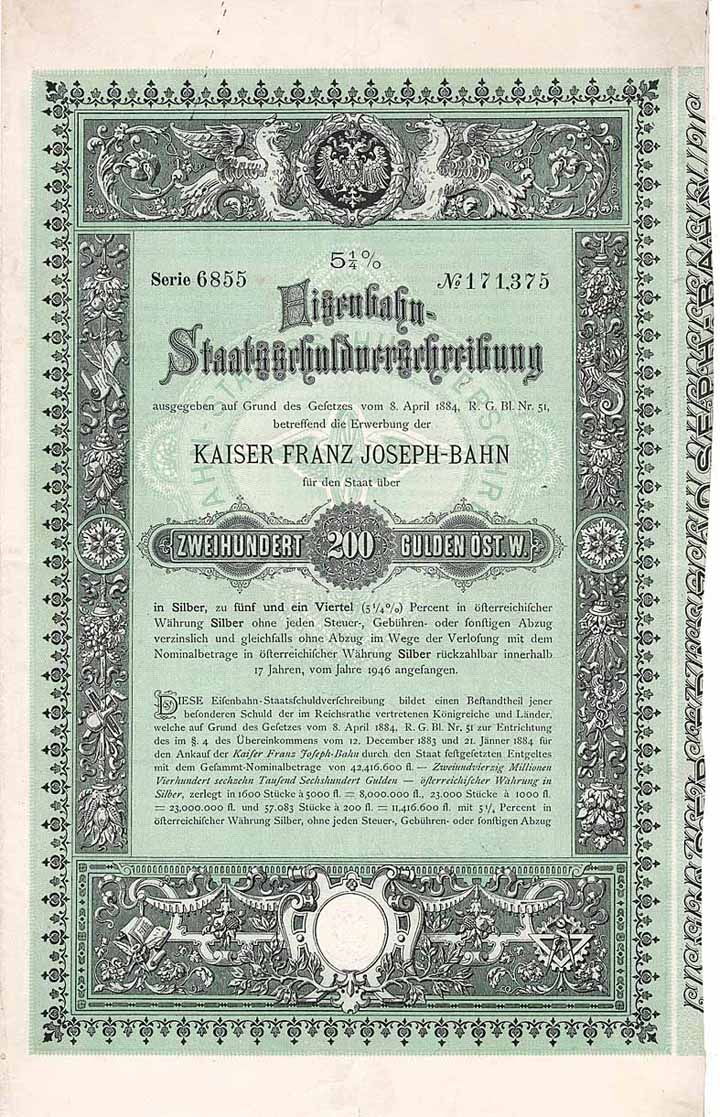 5¼%
Serie 6855
№ 171,375
Eisenbahn-
Staatsschuldverschreibung
ausgegeben auf Grund des Gesetzes vom 8. April 1884, R. G. Bl. Nr. 51,
betreffend die Erwerbung der
KAISER FRANZ JOSEPH-BAHN
für den Staat über
ZWEIHUNDERT 200 GULDEN ÖST. W.
in Silber, zu fünf und ein Viertel (5¼%) Percent in österreichischer
Währung Silber ohne jeden Steuer-, Gebühren- oder sonstigen Abzug
verzinslich und gleichfalls ohne Abzug im Wege der Verlosung mit dem
Nominalbetrage in österreichischer Währung Silber rückzahlbar innerhalb
17 Jahren, vom Jahre 1946 angefangen.
DIESE Eisenbahn-Staatsschuldverschreibung bildet einen Bestandtheil jener
besonderen Schuld der im Reichsrathe vertretenen Königreiche und Länder,
welche auf Grund des Gesetzes vom 8. April 1884, R. G. Bl. Nr. 51 zur Entrichtung
des im §. 4 des Übereinkommens vom 12. December 1883 und 21. Jänner 1884 für
den Ankauf der Kaiser Franz Joseph-Bahn durch den Staat festgesetzten Entgeltes
mit dem Gesammt-Nominalbetrage von 42,416.600 fl. — Zweiundvierzig Millionen
Vierhundert sechzehn Tausend Sechshundert Gulden — österreichischer Währung in
Silber, zerlegt in 1600 Stücke à 5000 fl. = 8,000.000 fl., 23.000 Stücke à 1000 fl.
= 23,000.000 fl. und 57.083 Stücke à 200 fl. = 11,416.600 fl. mit 5¼ Percent in
österreichischer Währung Silber, ohne jeden Steuer-, Gebühren- oder sonstigen Abzug